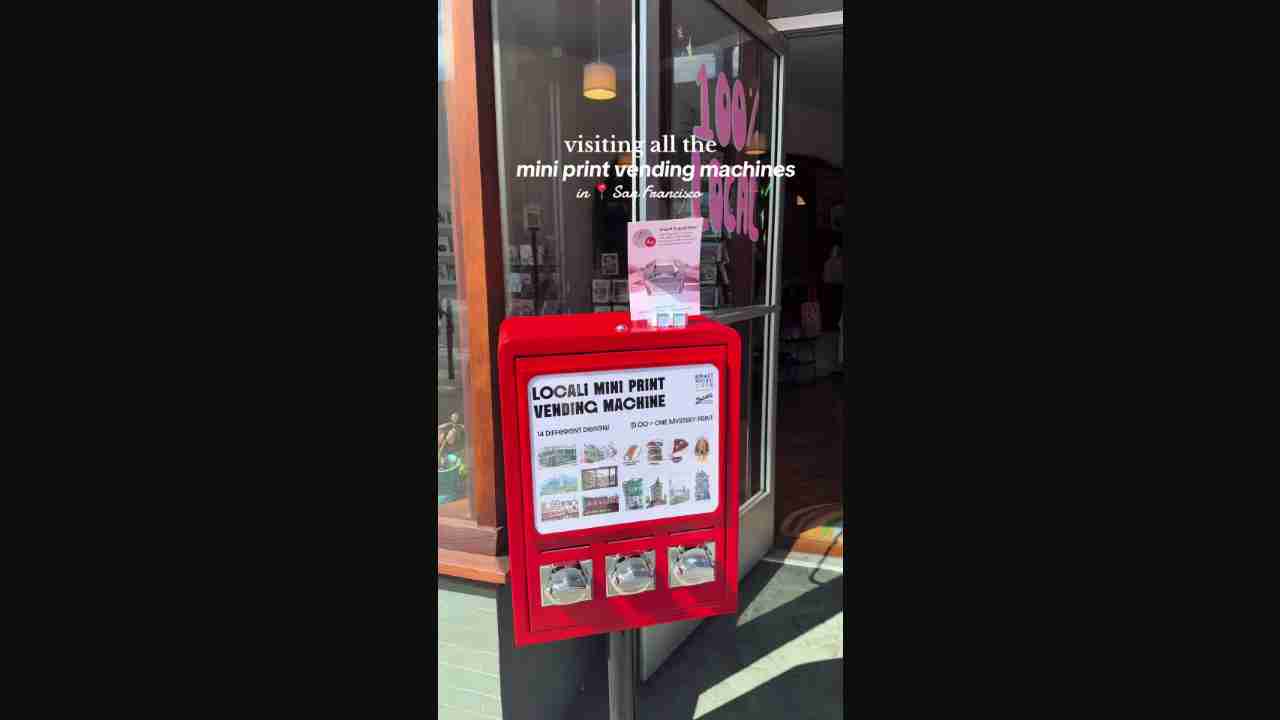 100%
LOCAL
visiting all the
mini print vending machines
in 📍 San Francisco
LOCALI MINI PRINT
VENDING MACHINE
14 DIFFERENT DESIGNS
$1.00 = ONE MYSTERY PRINT